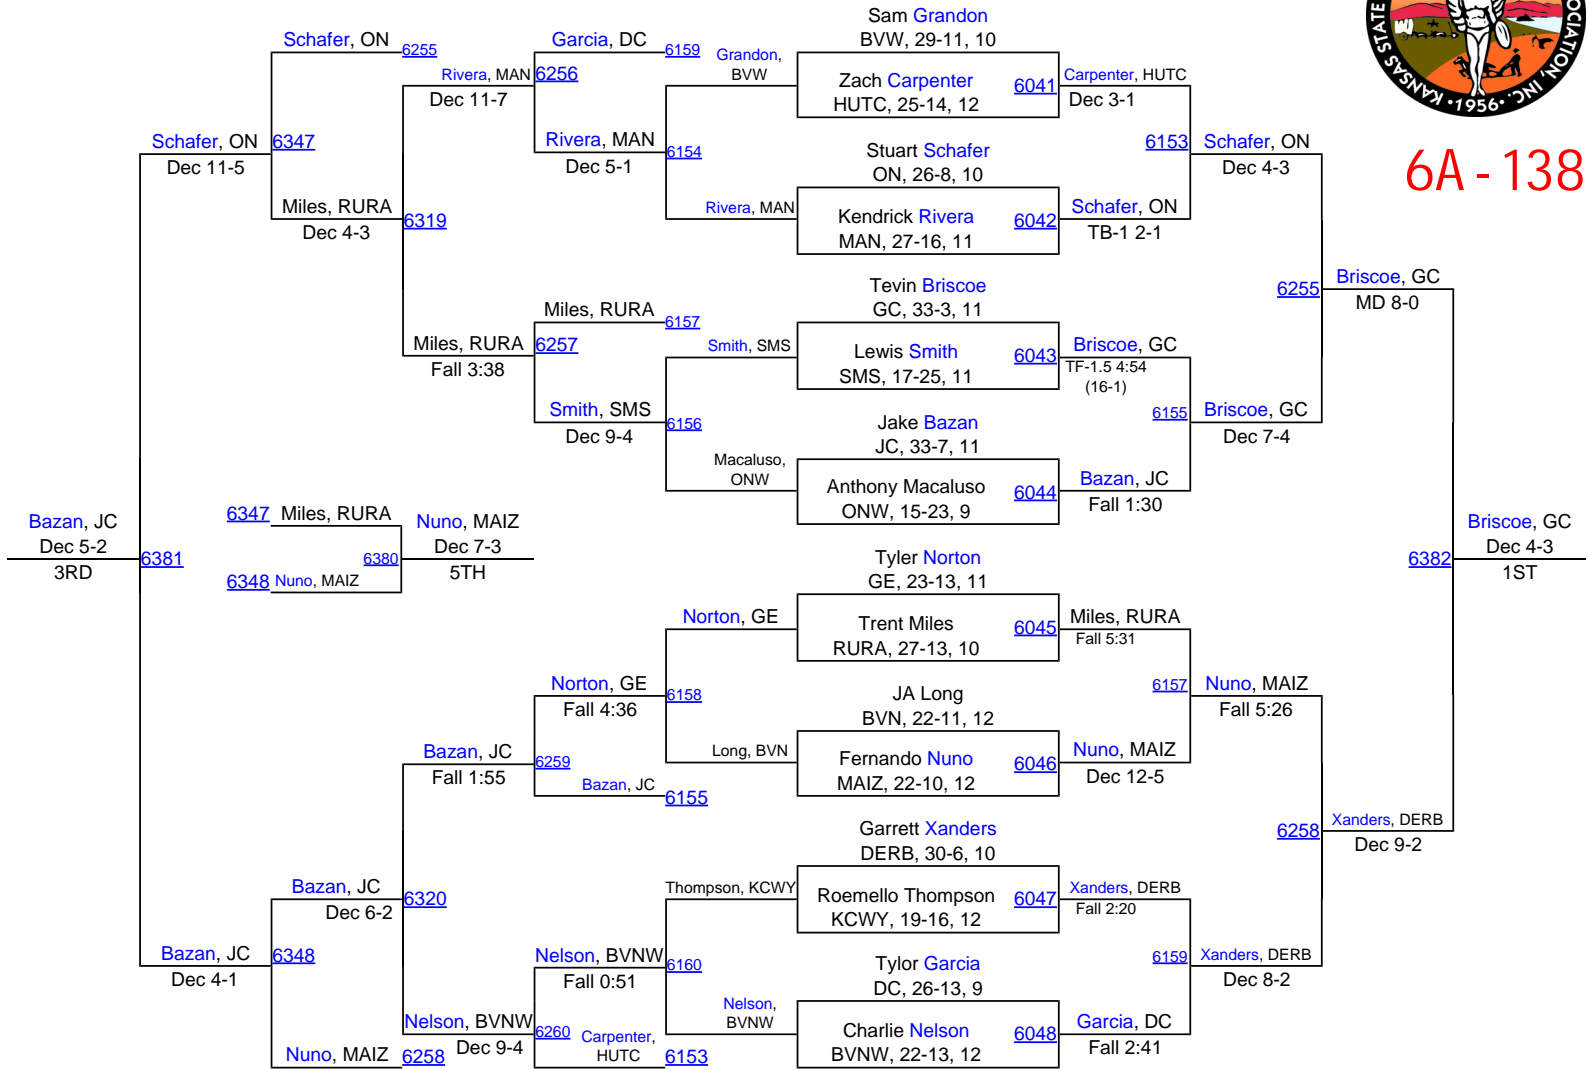 KANSAS STATE
OCIATION, INC.
•1956•
6A - 138
Sam Grandon
BVW, 29-11, 10
Zach Carpenter
HUTC, 25-14, 12
6041
Stuart Schafer
ON, 26-8, 10
Kendrick Rivera
MAN, 27-16, 11
6042
Tevin Briscoe
GC, 33-3, 11
Lewis Smith
SMS, 17-25, 11
6043
Jake Bazan
JC, 33-7, 11
Anthony Macaluso
ONW, 15-23, 9
6044
Tyler Norton
GE, 23-13, 11
Trent Miles
RURA, 27-13, 10
6045
JA Long
BVN, 22-11, 12
Fernando Nuno
MAIZ, 22-10, 12
6046
Garrett Xanders
DERB, 30-6, 10
Roemello Thompson
KCWY, 19-16, 12
6047
Tylor Garcia
DC, 26-13, 9
Charlie Nelson
BVNW, 22-13, 12
6048
Carpenter, HUTC
Dec 3-1
6153
Schafer, ON
TB-1 2-1
Briscoe, GC
TF-1.5 4:54
(16-1)
6155
Bazan, JC
Fall 1:30
Miles, RURA
Fall 5:31
6157
Nuno, MAIZ
Dec 12-5
Xanders, DERB
Fall 2:20
6159
Garcia, DC
Fall 2:41
Schafer, ON
Dec 4-3
6255
Briscoe, GC
Dec 7-4
Nuno, MAIZ
Fall 5:26
6258
Xanders, DERB
Dec 8-2
Briscoe, GC
MD 8-0
6382
Xanders, DERB
Dec 9-2
Briscoe, GC
Dec 4-3
1ST
Grandon,
BVW
6154
Rivera, MAN
Smith, SMS
6156
Macaluso,
ONW
Norton, GE
6158
Long, BVN
Thompson, KCWY
6160
Nelson,
BVNW
Garcia, DC
6159
6256
Rivera, MAN
Dec 5-1
Miles, RURA
6157
6257
Smith, SMS
Dec 9-4
Norton, GE
Fall 4:36
6259
Bazan, JC
6155
Nelson, BVNW
Fall 0:51
6260
Carpenter,
HUTC
6153
Rivera, MAN
Dec 11-7
6319
Miles, RURA
Fall 3:38
Bazan, JC
Fall 1:55
6320
Nelson, BVNW
Dec 9-4
Schafer, ON
6255
6347
Miles, RURA
Dec 4-3
Bazan, JC
Dec 6-2
6348
Nuno, MAIZ
6258
Schafer, ON
Dec 11-5
6381
Bazan, JC
Dec 4-1
Bazan, JC
Dec 5-2
3RD
6347
Miles, RURA
6380
6348
Nuno, MAIZ
Nuno, MAIZ
Dec 7-3
5TH